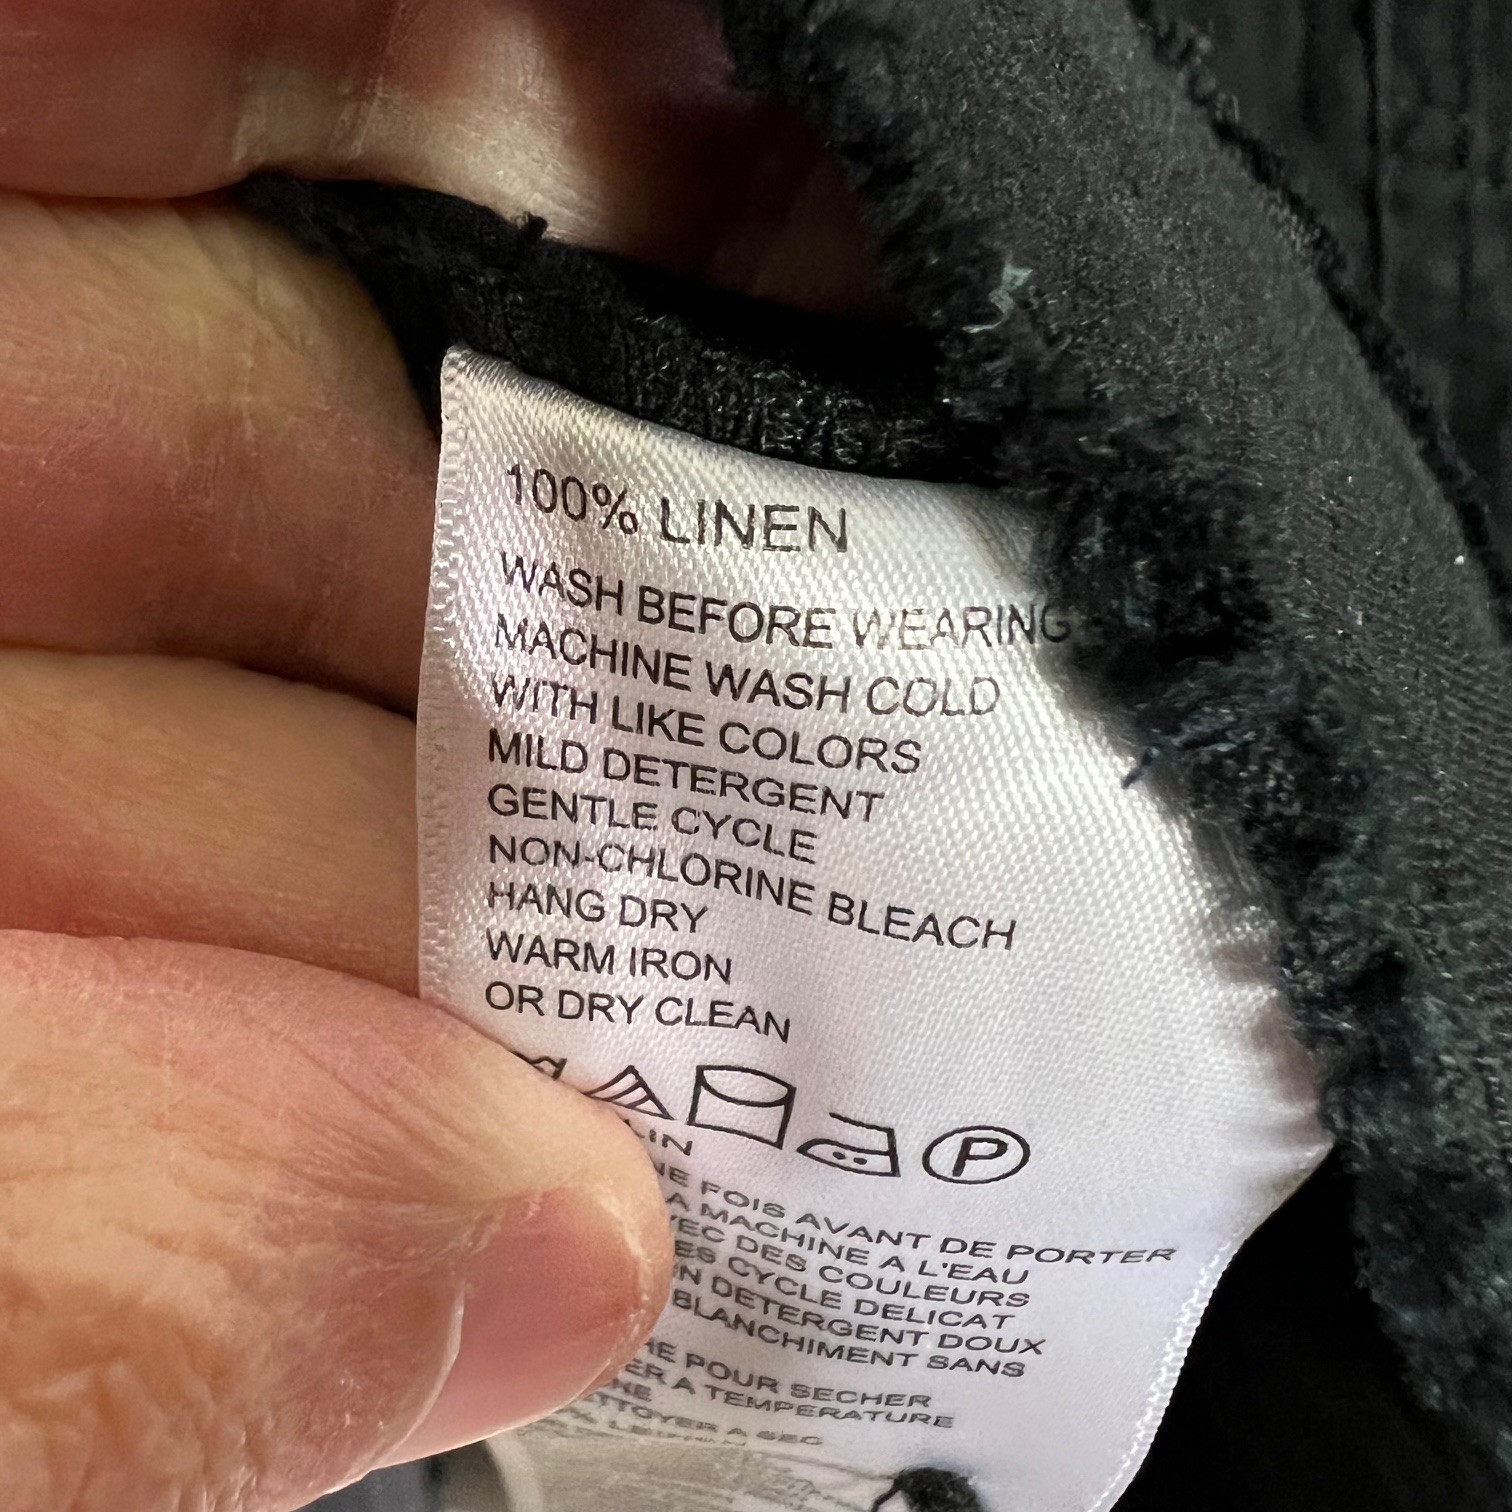 100% LINEN
WASH BEFORE WEARING
MACHINE WASH COLD
WITH LIKE COLORS
MILD DETERGENT
GENTLE CYCLE
NON-CHLORINE BLEACH
HANG DRY
WARM IRON
OR DRY CLEAN
P
LIN
FOIS AVANT DE PORTER
A MACHINE A L'EAU
DES COULEURS
CYCLE DELICAT
DETERGENT DOUX
BLANCHIMENT SANS
POUR SECHER
A TEMPERATURE
A SEC